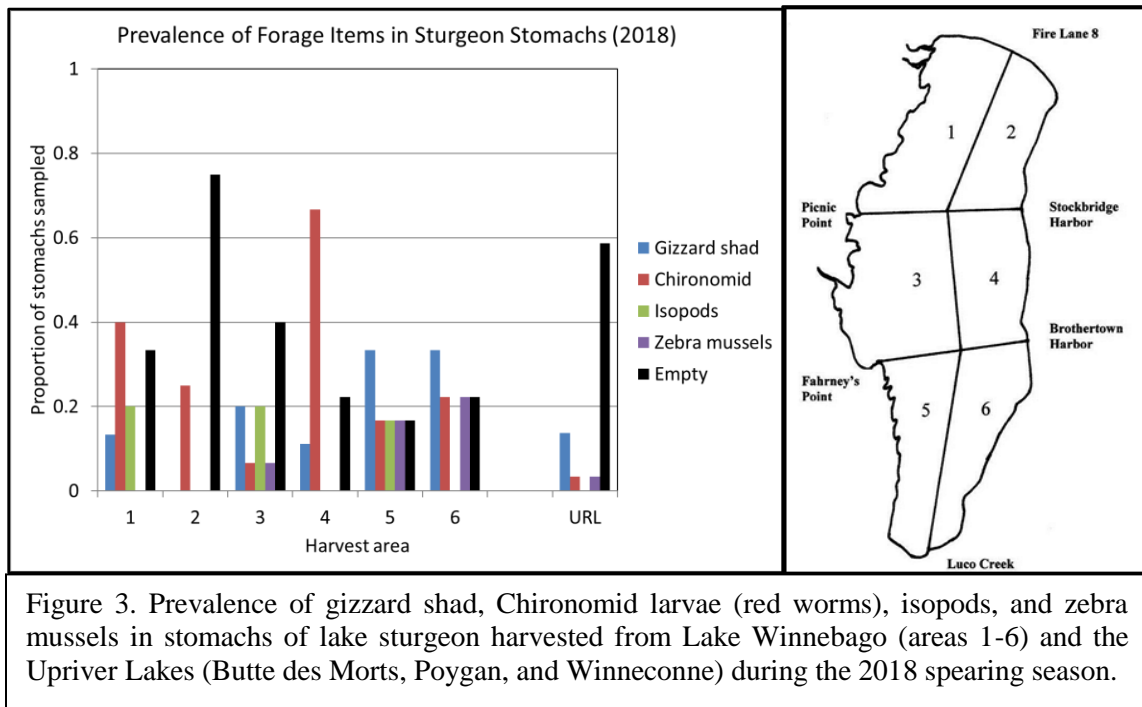 Prevalence of Forage Items in Sturgeon Stomachs (2018)
1
0.8
0.6
0.4
0.2
0
Proportion of stomachs sampled
1 2 3 4 5 6 URL
Harvest area
Gizzard shad
Chironomid
Isopods
Zebra mussels
Empty
Fire Lane 8
1
2
Picnic
Point
Stockbridge
Harbor
3
4
Brothertown
Harbor
Fahrney's
Point
5
6
Luco Creek
Figure 3. Prevalence of gizzard shad, Chironomid larvae (red worms), isopods, and zebra
mussels in stomachs of lake sturgeon harvested from Lake Winnebago (areas 1-6) and the
Upriver Lakes (Butte des Morts, Poygan, and Winneconne) during the 2018 spearing season.